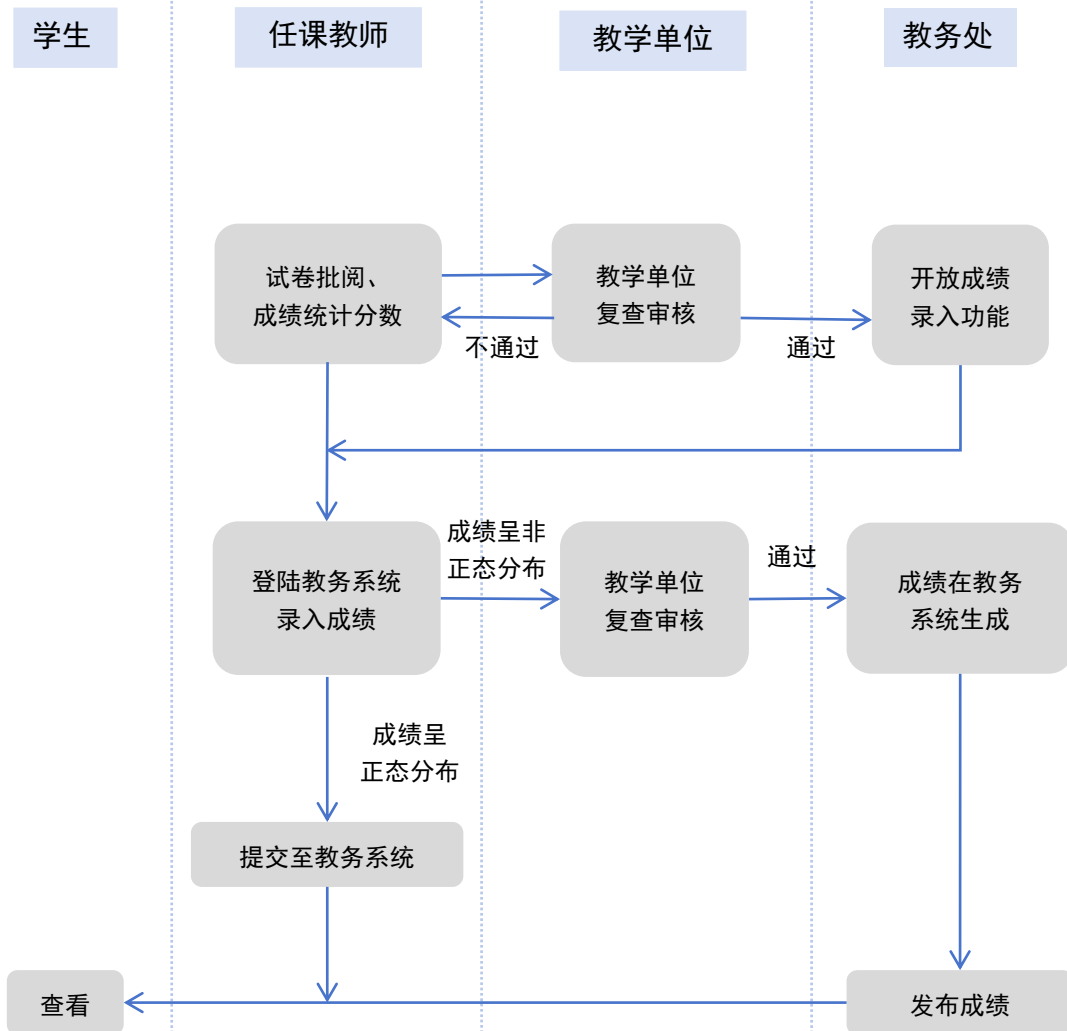 学生
任课教师
教学单位
教务处
试卷批阅、
成绩统计分数
教学单位
复查审核
开放成绩
录入功能
不通过
通过
登陆教务系统
录入成绩
成绩呈非
正态分布
教学单位
复查审核
通过
成绩在教务
系统生成
成绩呈
正态分布
提交至教务系统
查看
发布成绩